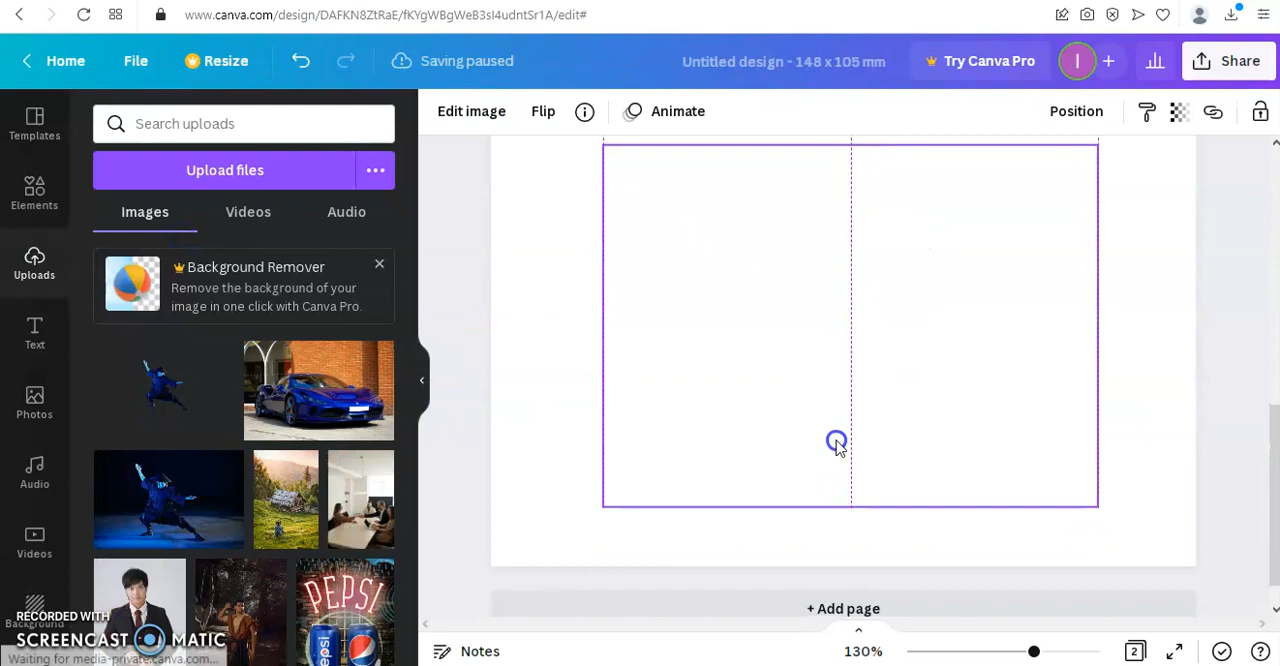 www.canva.com/design/DAFKN8ZtRaE/fKYgWBgWeB3sI4udntSr1A/edit#
Home File Resize Saving paused Untitled design - 148 x 105 mm Try Canva Pro I Share
Edit image Flip Animate Position
Templates
Elements
Uploads
Text
Photos
Audio
Videos
Background
Search uploads
Upload files
Images Videos Audio
Background Remover
Remove the background of your
image in one click with Canva Pro.
PEPSI
pepsi
+ Add page
RECORDED WITH
SCREENCAST MATIC
Waiting for media-private.canva.com...
Notes 130% 2